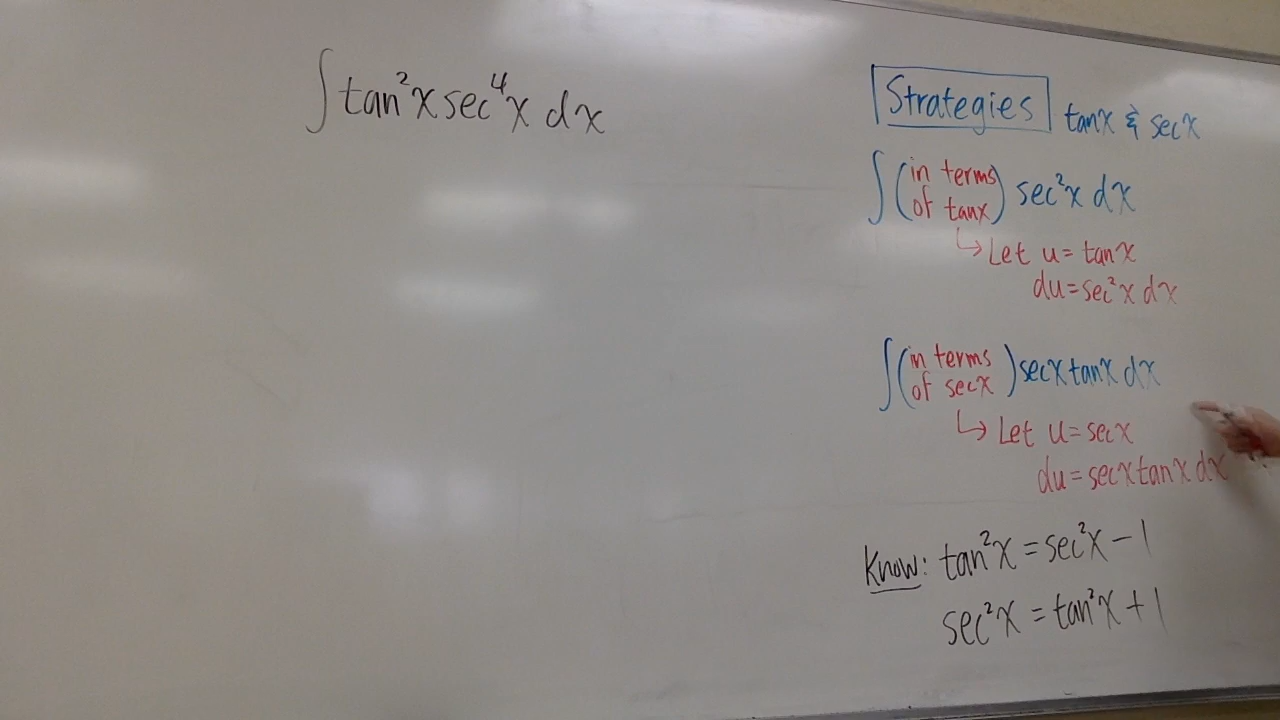 ∫ tan²x sec⁴x dx
Strategies tanx & secx
∫ (in terms of tanx) sec²x dx
↳ Let u = tanx
du = sec²x dx
∫ (in terms of secx) secx tanx dx
↳ Let u = secx
du = secx tanx dx
Know: tan²x = sec²x − 1
sec²x = tan²x + 1